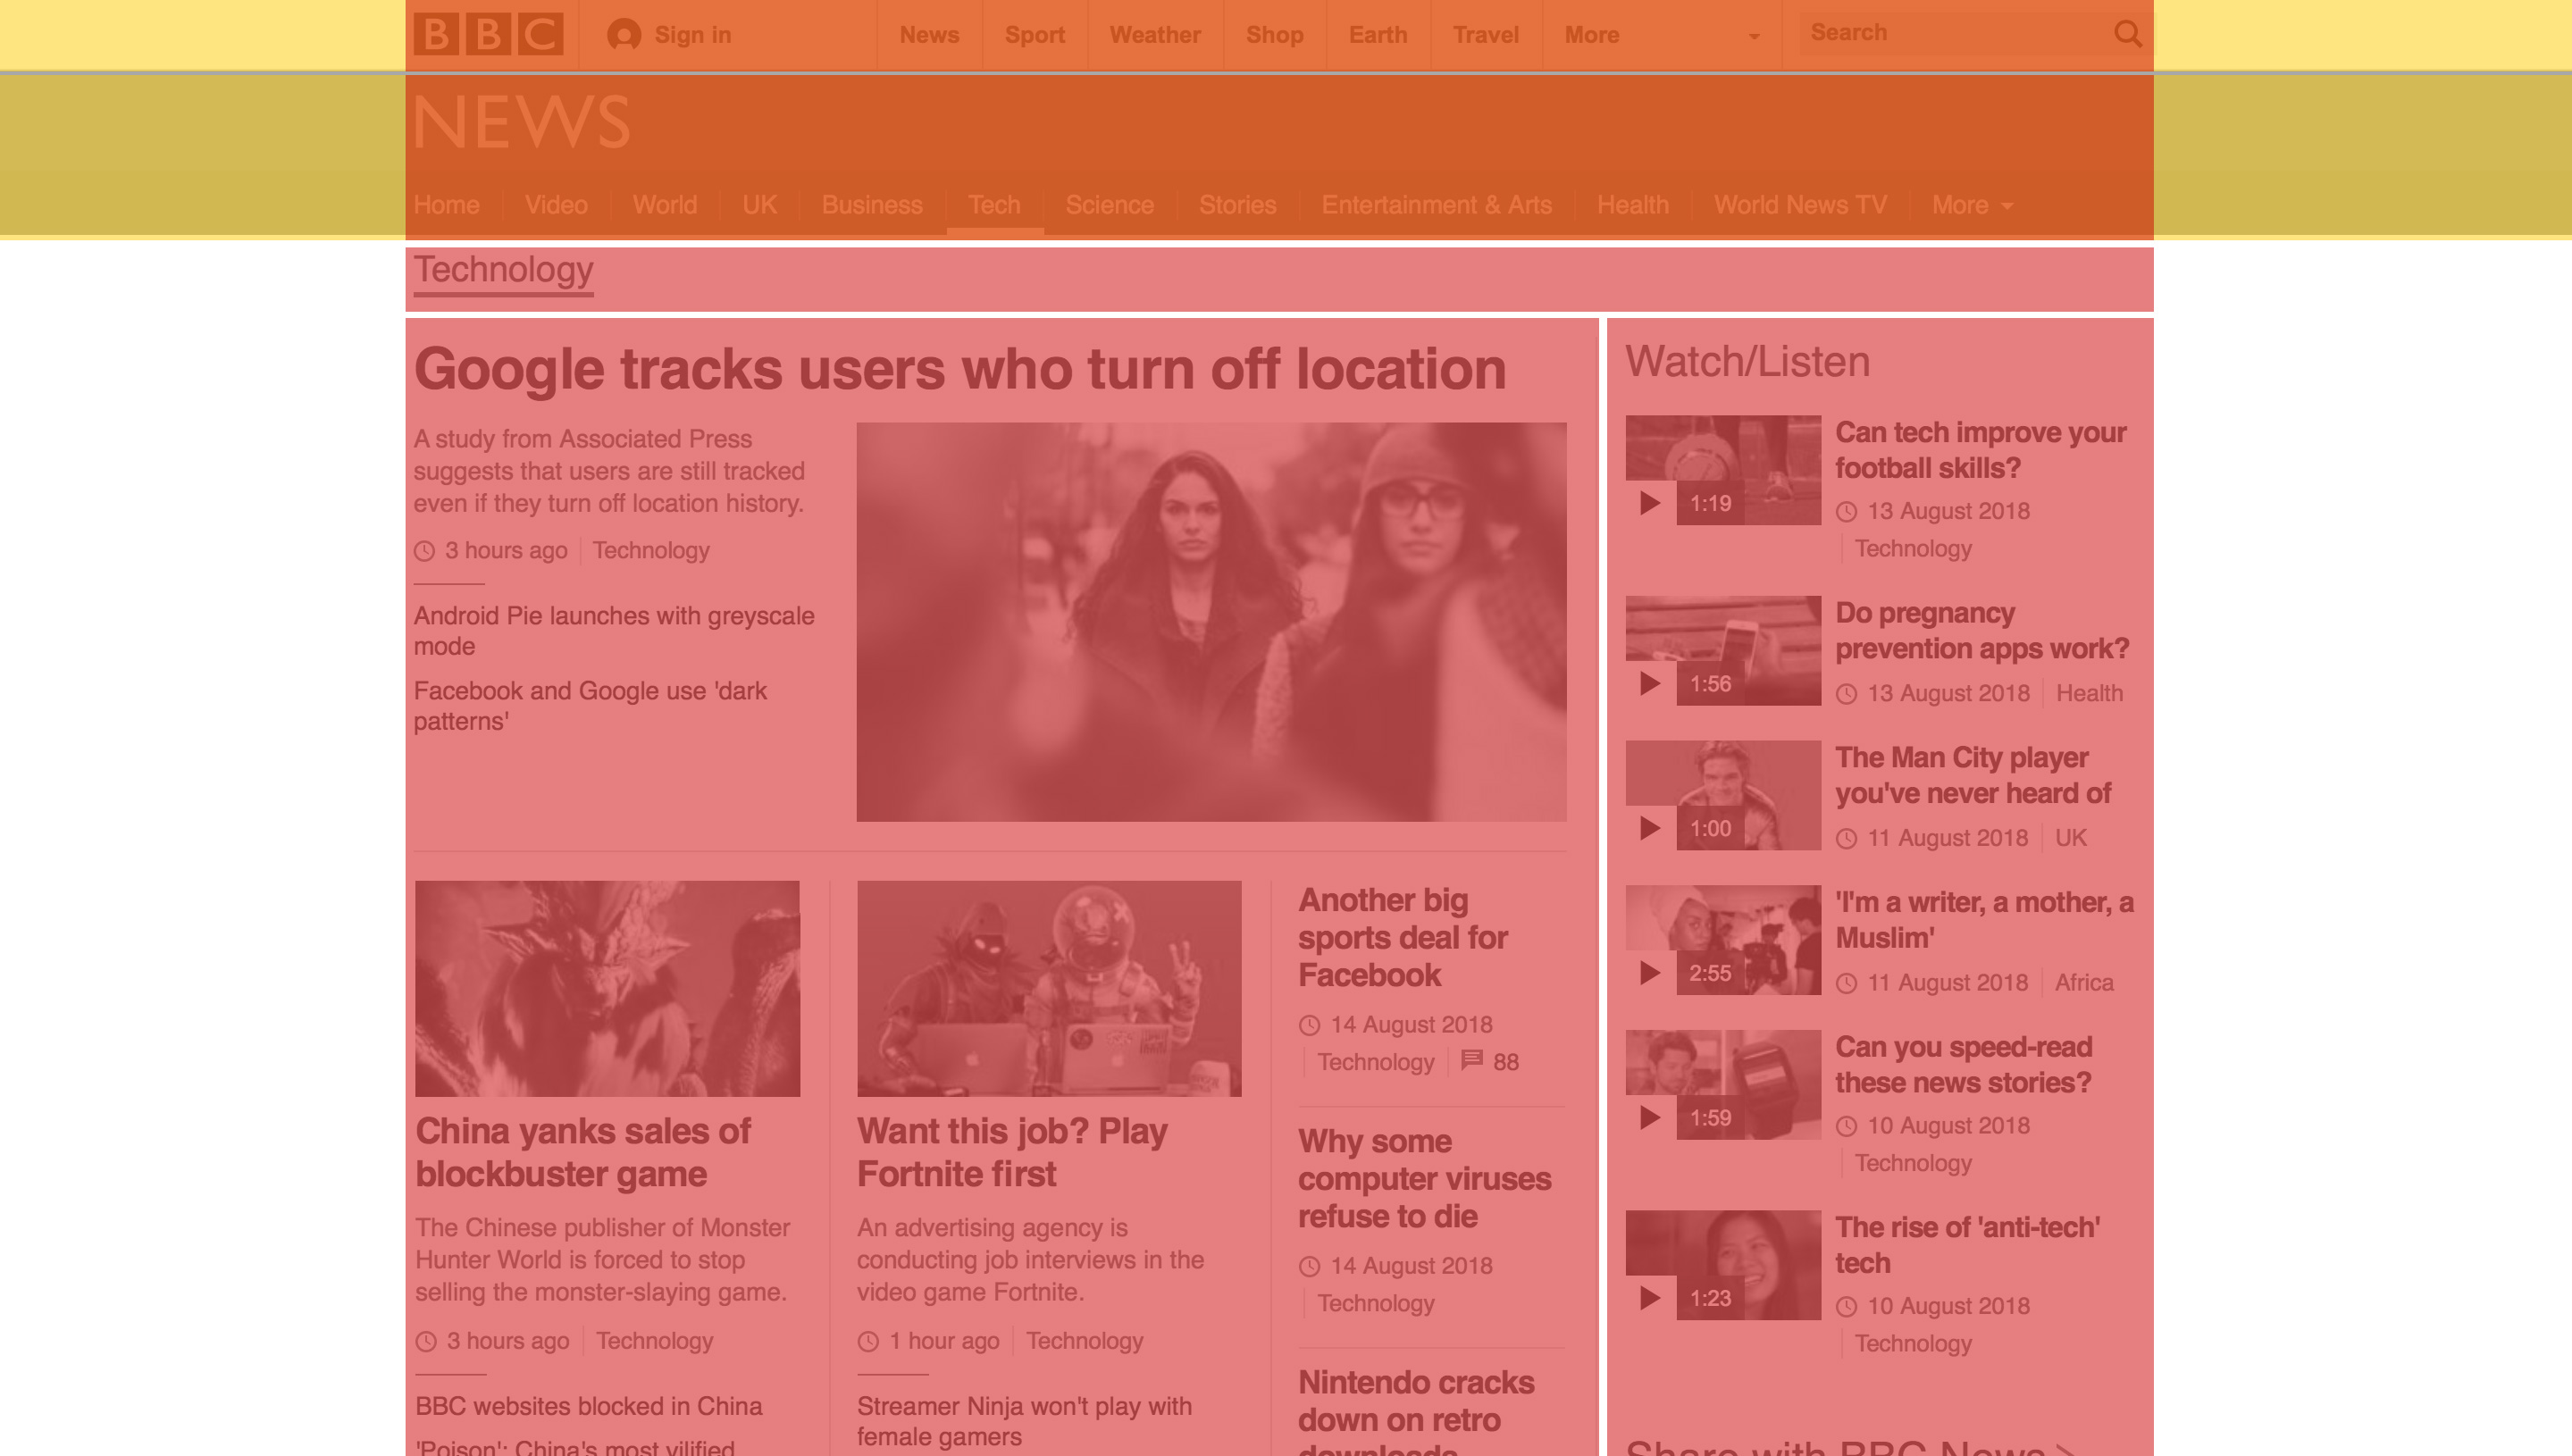 BBC
Sign in
News
Sport
Weather
Shop
Earth
Travel
More
Search
NEWS
Home
Video
World
UK
Business
Tech
Science
Stories
Entertainment & Arts
Health
World News TV
More
Technology
Google tracks users who turn off location
A study from Associated Press
suggests that users are still tracked
even if they turn off location history.
3 hours ago
Technology
Android Pie launches with greyscale
mode
Facebook and Google use 'dark
patterns'
China yanks sales of
blockbuster game
The Chinese publisher of Monster
Hunter World is forced to stop
selling the monster-slaying game.
3 hours ago
Technology
BBC websites blocked in China
'Poison': China's most vilified
Want this job? Play
Fortnite first
An advertising agency is
conducting job interviews in the
video game Fortnite.
1 hour ago
Technology
Streamer Ninja won't play with
female gamers
Another big
sports deal for
Facebook
14 August 2018
Technology
88
Why some
computer viruses
refuse to die
14 August 2018
Technology
Nintendo cracks
down on retro
downloads
Watch/Listen
1:19
Can tech improve your
football skills?
13 August 2018
Technology
1:56
Do pregnancy
prevention apps work?
13 August 2018
Health
1:00
The Man City player
you've never heard of
11 August 2018
UK
2:55
'I'm a writer, a mother, a
Muslim'
11 August 2018
Africa
1:59
Can you speed-read
these news stories?
10 August 2018
Technology
1:23
The rise of 'anti-tech'
tech
10 August 2018
Technology
Share with BBC News >